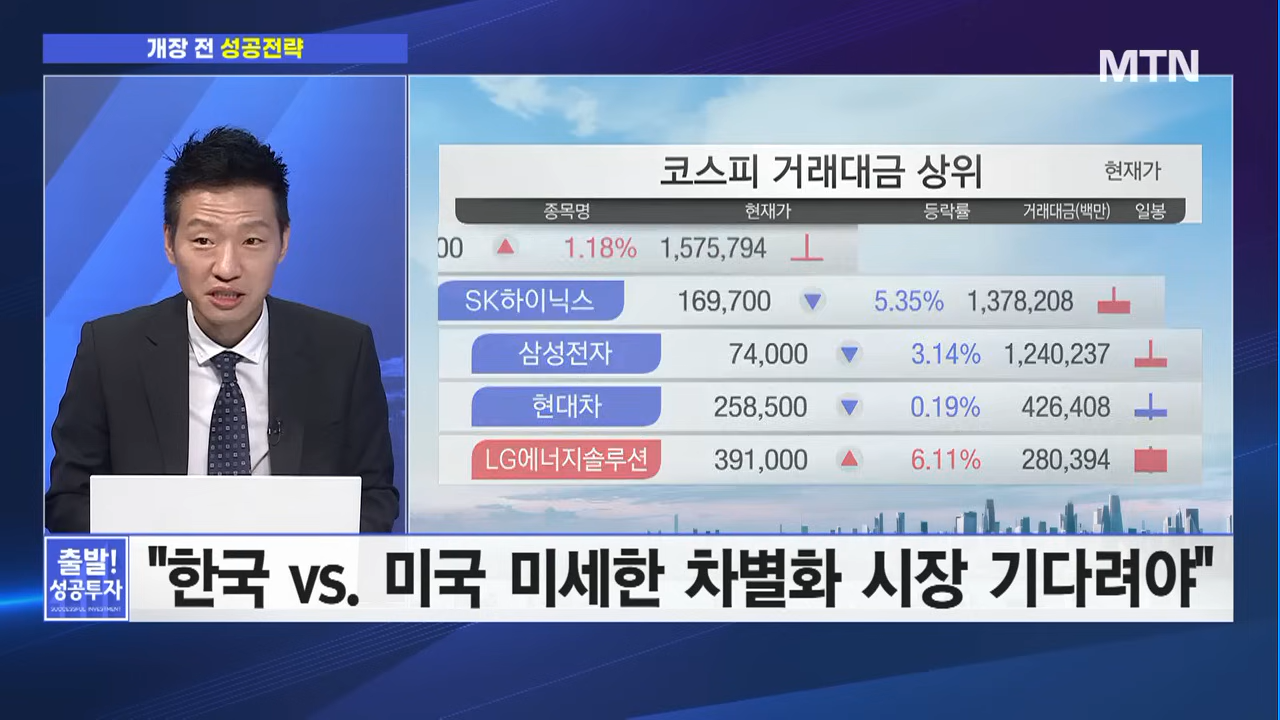 개장 전 성공전략
MTN
코스피 거래대금 상위 현재가
종목명 현재가 등락률 거래대금(백만) 일봉
00 ▲ 1.18% 1,575,794
SK하이닉스 169,700 ▼ 5.35% 1,378,208
삼성전자 74,000 ▼ 3.14% 1,240,237
현대차 258,500 ▼ 0.19% 426,408
LG에너지솔루션 391,000 ▲ 6.11% 280,394
출발!
성공투자
SUCCESSFUL INVESTMENT
"한국 vs. 미국 미세한 차별화 시장 기다려야"